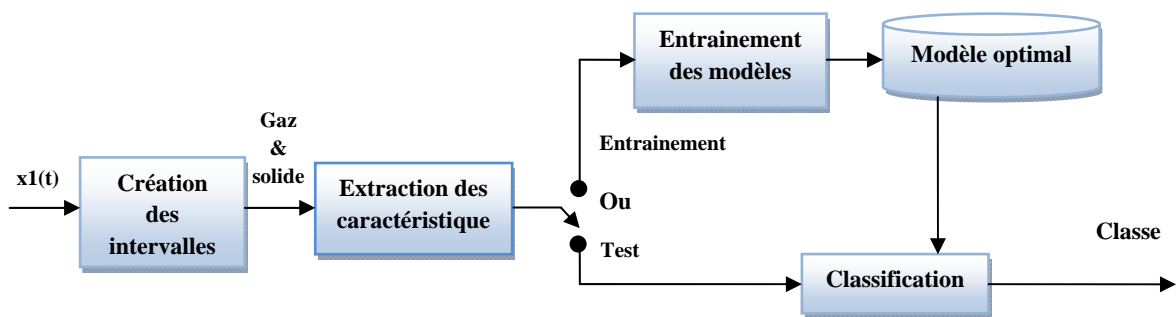 x1(t)
Création
des
intervalles
Gaz
&
solide
Extraction des
caractéristique
Entrainement
Ou
Test
Entrainement
des modèles
Modèle optimal
Classification
Classe